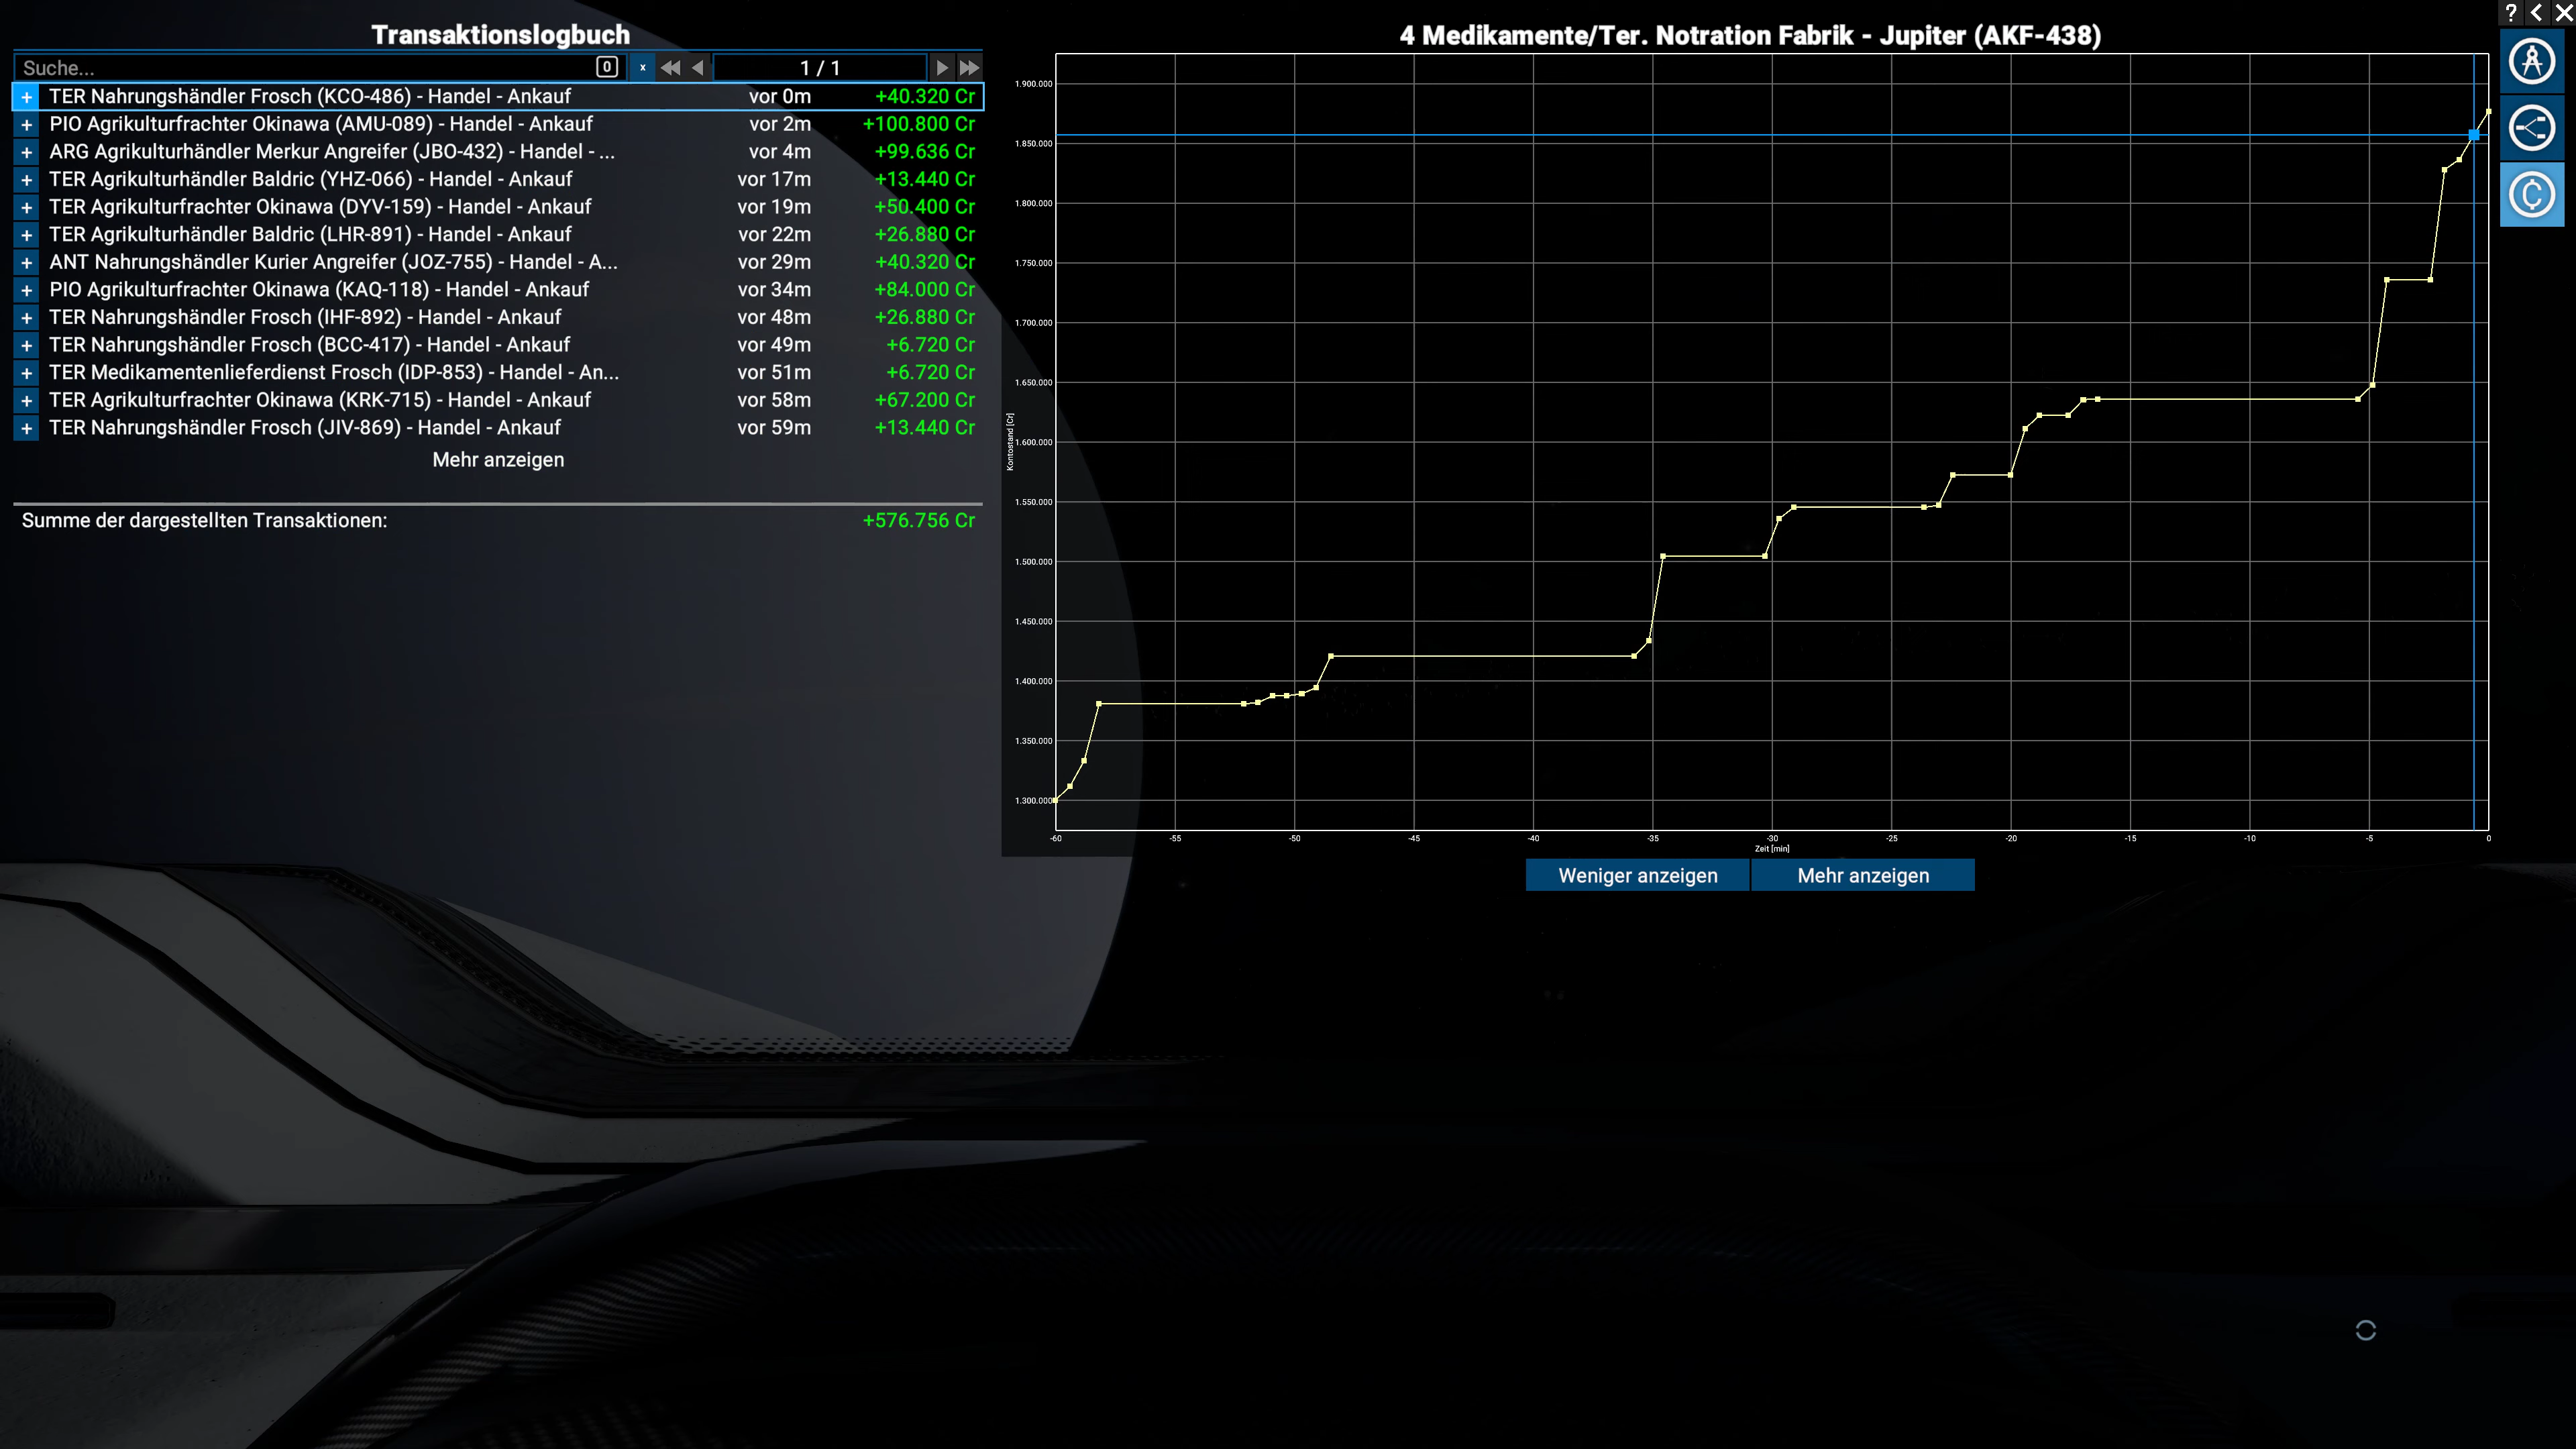 Transaktionslogbuch
Suche... 0 x 1 / 1
+ TER Nahrungshändler Frosch (KCO-486) - Handel - Ankauf vor 0m +40.320 Cr
+ PIO Agrikulturfrachter Okinawa (AMU-089) - Handel - Ankauf vor 2m +100.800 Cr
+ ARG Agrikulturhändler Merkur Angreifer (JBO-432) - Handel - ... vor 4m +99.636 Cr
+ TER Agrikulturhändler Baldric (YHZ-066) - Handel - Ankauf vor 17m +13.440 Cr
+ TER Agrikulturfrachter Okinawa (DYV-159) - Handel - Ankauf vor 19m +50.400 Cr
+ TER Agrikulturhändler Baldric (LHR-891) - Handel - Ankauf vor 22m +26.880 Cr
+ ANT Nahrungshändler Kurier Angreifer (JOZ-755) - Handel - A... vor 29m +40.320 Cr
+ PIO Agrikulturfrachter Okinawa (KAQ-118) - Handel - Ankauf vor 34m +84.000 Cr
+ TER Nahrungshändler Frosch (IHF-892) - Handel - Ankauf vor 48m +26.880 Cr
+ TER Nahrungshändler Frosch (BCC-417) - Handel - Ankauf vor 49m +6.720 Cr
+ TER Medikamentenlieferdienst Frosch (IDP-853) - Handel - An... vor 51m +6.720 Cr
+ TER Agrikulturfrachter Okinawa (KRK-715) - Handel - Ankauf vor 58m +67.200 Cr
+ TER Nahrungshändler Frosch (JIV-869) - Handel - Ankauf vor 59m +13.440 Cr
Mehr anzeigen
Summe der dargestellten Transaktionen: +576.756 Cr
4 Medikamente/Ter. Notration Fabrik - Jupiter (AKF-438)
? < X
1.900.000
1.850.000
1.800.000
1.750.000
1.700.000
1.650.000
1.600.000
1.550.000
1.500.000
1.450.000
1.400.000
1.350.000
1.300.000
Kontostand [Cr]
-60 -55 -50 -45 -40 -35 -30 -25 -20 -15 -10 -5 0
Zeit [min]
Weniger anzeigen Mehr anzeigen